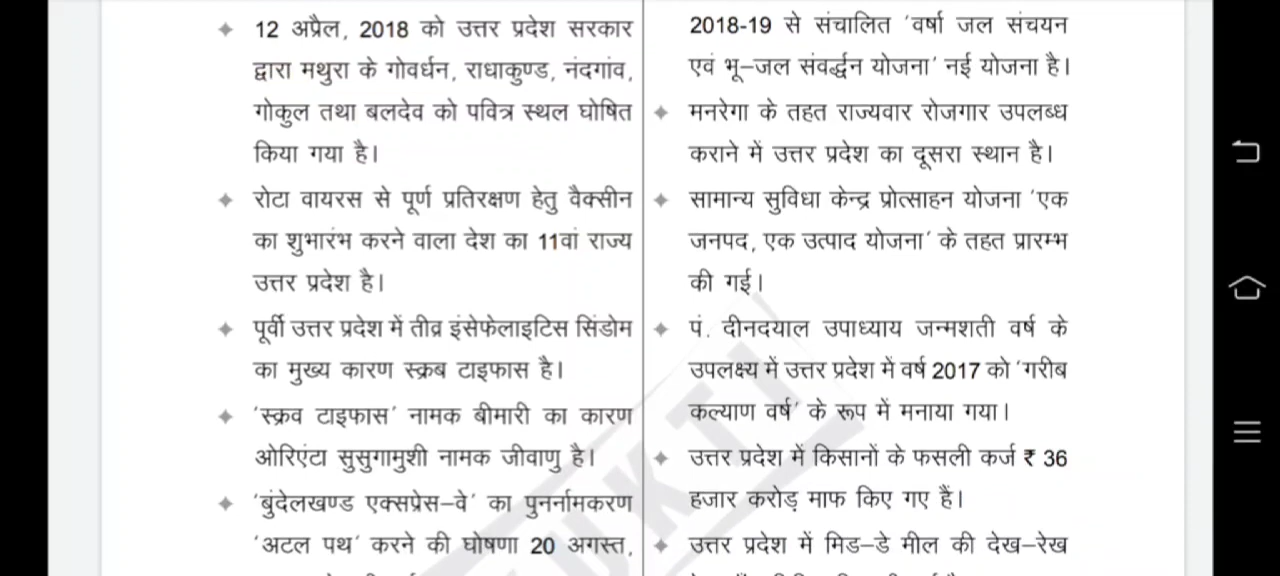 ✦ 12 अप्रैल, 2018 को उत्तर प्रदेश सरकार
द्वारा मथुरा के गोवर्धन, राधाकुण्ड, नंदगांव,
गोकुल तथा बलदेव को पवित्र स्थल घोषित
किया गया है।
✦ रोटा वायरस से पूर्ण प्रतिरक्षण हेतु वैक्सीन
का शुभारंभ करने वाला देश का 11वां राज्य
उत्तर प्रदेश है।
✦ पूर्वी उत्तर प्रदेश में तीव्र इंसेफेलाइटिस सिंडोम
का मुख्य कारण स्क्रब टाइफास है।
✦ 'स्क्रव टाइफास' नामक बीमारी का कारण
ओरिएंटा सुसुगामुशी नामक जीवाणु है।
✦ 'बुंदेलखण्ड एक्सप्रेस-वे' का पुनर्नामकरण
'अटल पथ' करने की घोषणा 20 अगस्त,
2018-19 से संचालित 'वर्षा जल संचयन
एवं भू-जल संवर्द्धन योजना' नई योजना है।
✦ मनरेगा के तहत राज्यवार रोजगार उपलब्ध
कराने में उत्तर प्रदेश का दूसरा स्थान है।
✦ सामान्य सुविधा केन्द्र प्रोत्साहन योजना 'एक
जनपद, एक उत्पाद योजना' के तहत प्रारम्भ
की गई।
✦ पं. दीनदयाल उपाध्याय जन्मशती वर्ष के
उपलक्ष्य में उत्तर प्रदेश में वर्ष 2017 को 'गरीब
कल्याण वर्ष' के रूप में मनाया गया।
✦ उत्तर प्रदेश में किसानों के फसली कर्ज ₹ 36
हजार करोड़ माफ किए गए हैं।
✦ उत्तर प्रदेश में मिड-डे मील की देख-रेख